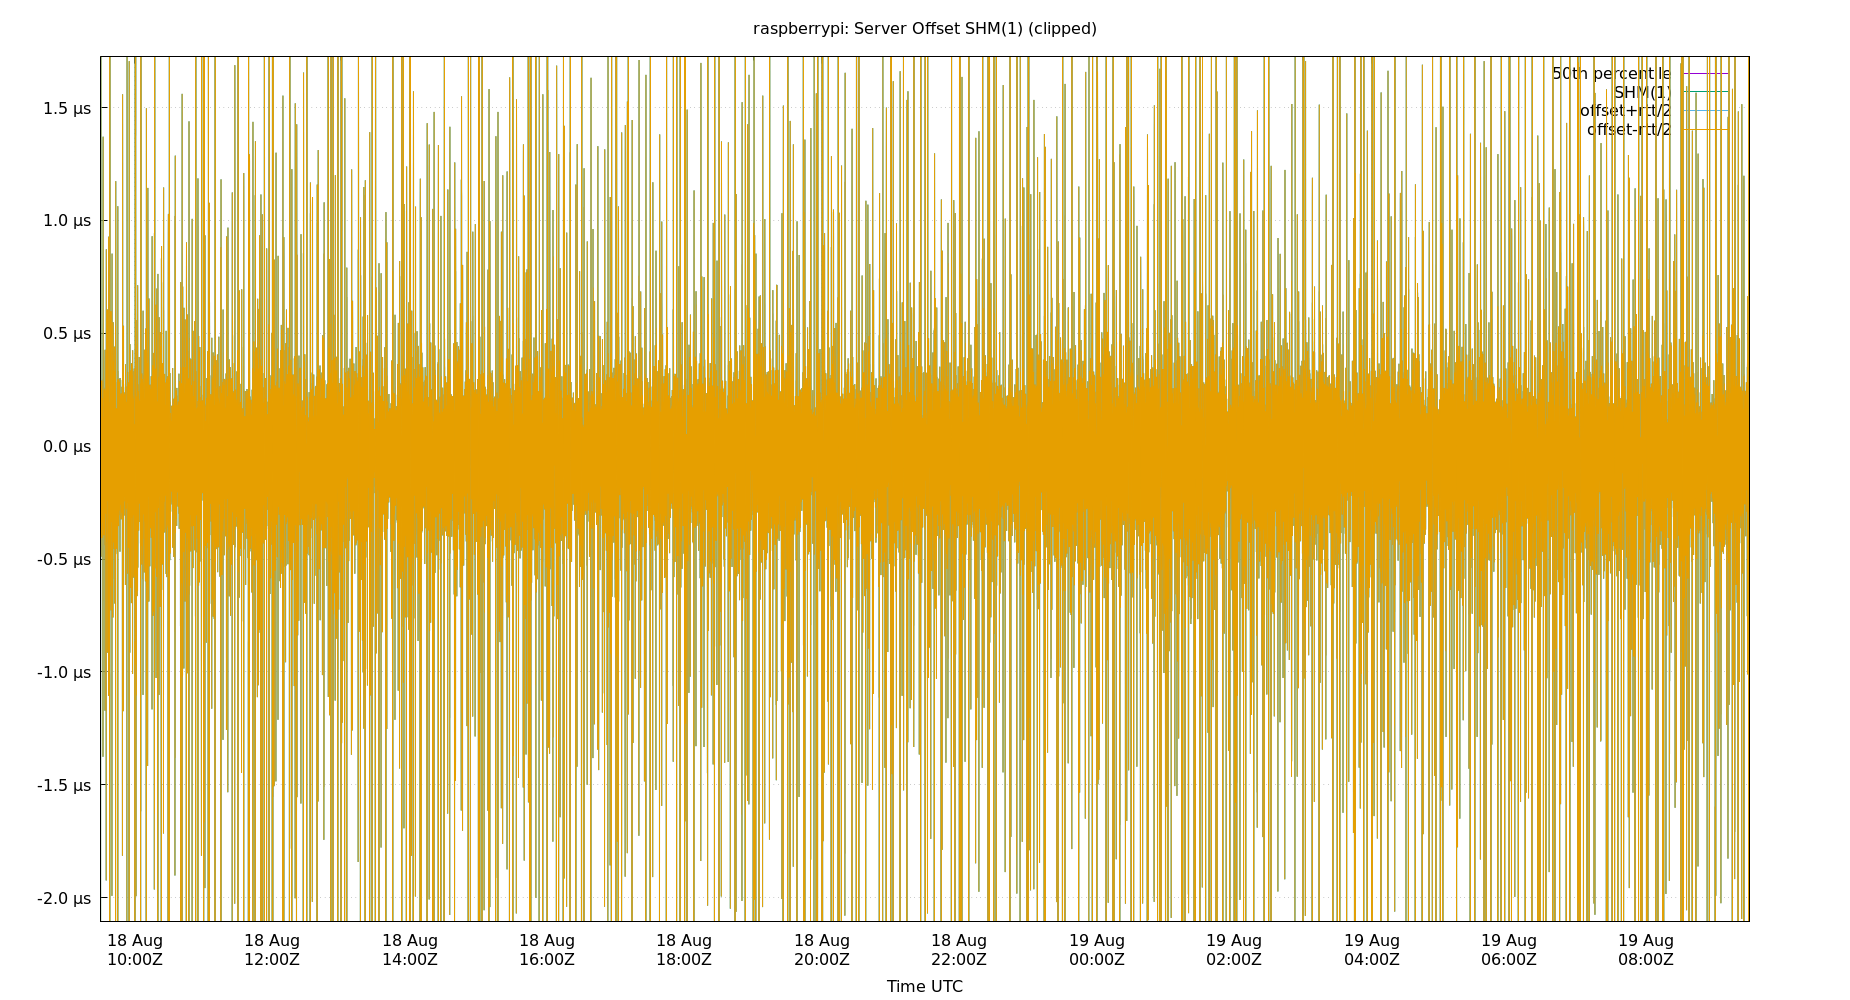 raspberrypi: Server Offset SHM(1) (clipped)
50th percentile
SHM(1)
offset+rtt/2
offset-rtt/2
1.5 µs
1.0 µs
0.5 µs
0.0 µs
-0.5 µs
-1.0 µs
-1.5 µs
-2.0 µs
18 Aug 18 Aug 18 Aug 18 Aug 18 Aug 18 Aug 18 Aug 19 Aug 19 Aug 19 Aug 19 Aug 19 Aug
10:00Z 12:00Z 14:00Z 16:00Z 18:00Z 20:00Z 22:00Z 00:00Z 02:00Z 04:00Z 06:00Z 08:00Z
Time UTC